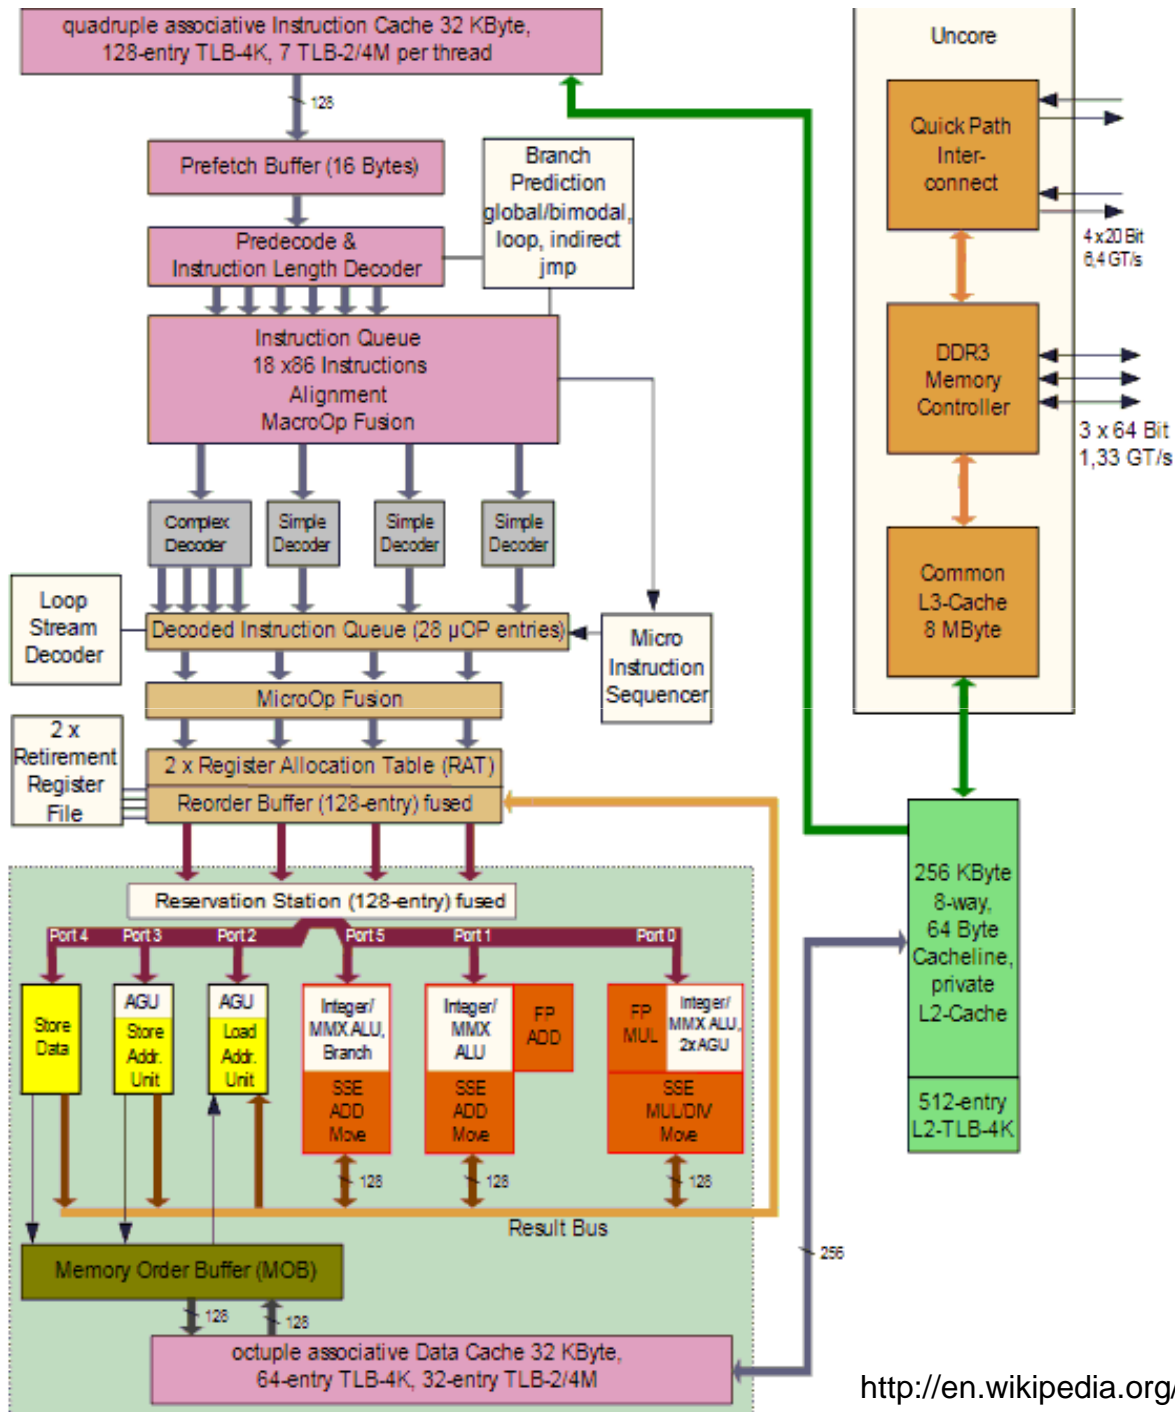 quadruple associative Instruction Cache 32 KByte,
128-entry TLB-4K, 7 TLB-2/4M per thread
128
Prefetch Buffer (16 Bytes)
Predecode &
Instruction Length Decoder
Branch
Prediction
global/bimodal,
loop, indirect
jmp
Instruction Queue
18 x86 Instructions
Alignment
MacroOp Fusion
Complex
Decoder
Simple
Decoder
Simple
Decoder
Simple
Decoder
Loop
Stream
Decoder
Decoded Instruction Queue (28 µOP entries)
Micro
Instruction
Sequencer
MicroOp Fusion
2 x
Retirement
Register
File
2 x Register Allocation Table (RAT)
Reorder Buffer (128-entry) fused
Reservation Station (128-entry) fused
Port 4
Port 3
Port 2
Port 5
Port 1
Port 0
Store
Data
AGU
Store
Addr.
Unit
AGU
Load
Addr.
Unit
Integer/
MMX ALU,
Branch
SSE
ADD
Move
Integer/
MMX
ALU
FP
ADD
SSE
ADD
Move
FP
MUL
Integer/
MMX ALU,
2xAGU
SSE
MUL/DIV
Move
128
128
128
Result Bus
Memory Order Buffer (MOB)
128
128
octuple associative Data Cache 32 KByte,
64-entry TLB-4K, 32-entry TLB-2/4M
256
Uncore
Quick Path
Inter-
connect
4 x 20 Bit
6,4 GT/s
DDR3
Memory
Controller
3 x 64 Bit
1,33 GT/s
Common
L3-Cache
8 MByte
256 KByte
8-way,
64 Byte
Cacheline,
private
L2-Cache
512-entry
L2-TLB-4K
http://en.wikipedia.org/